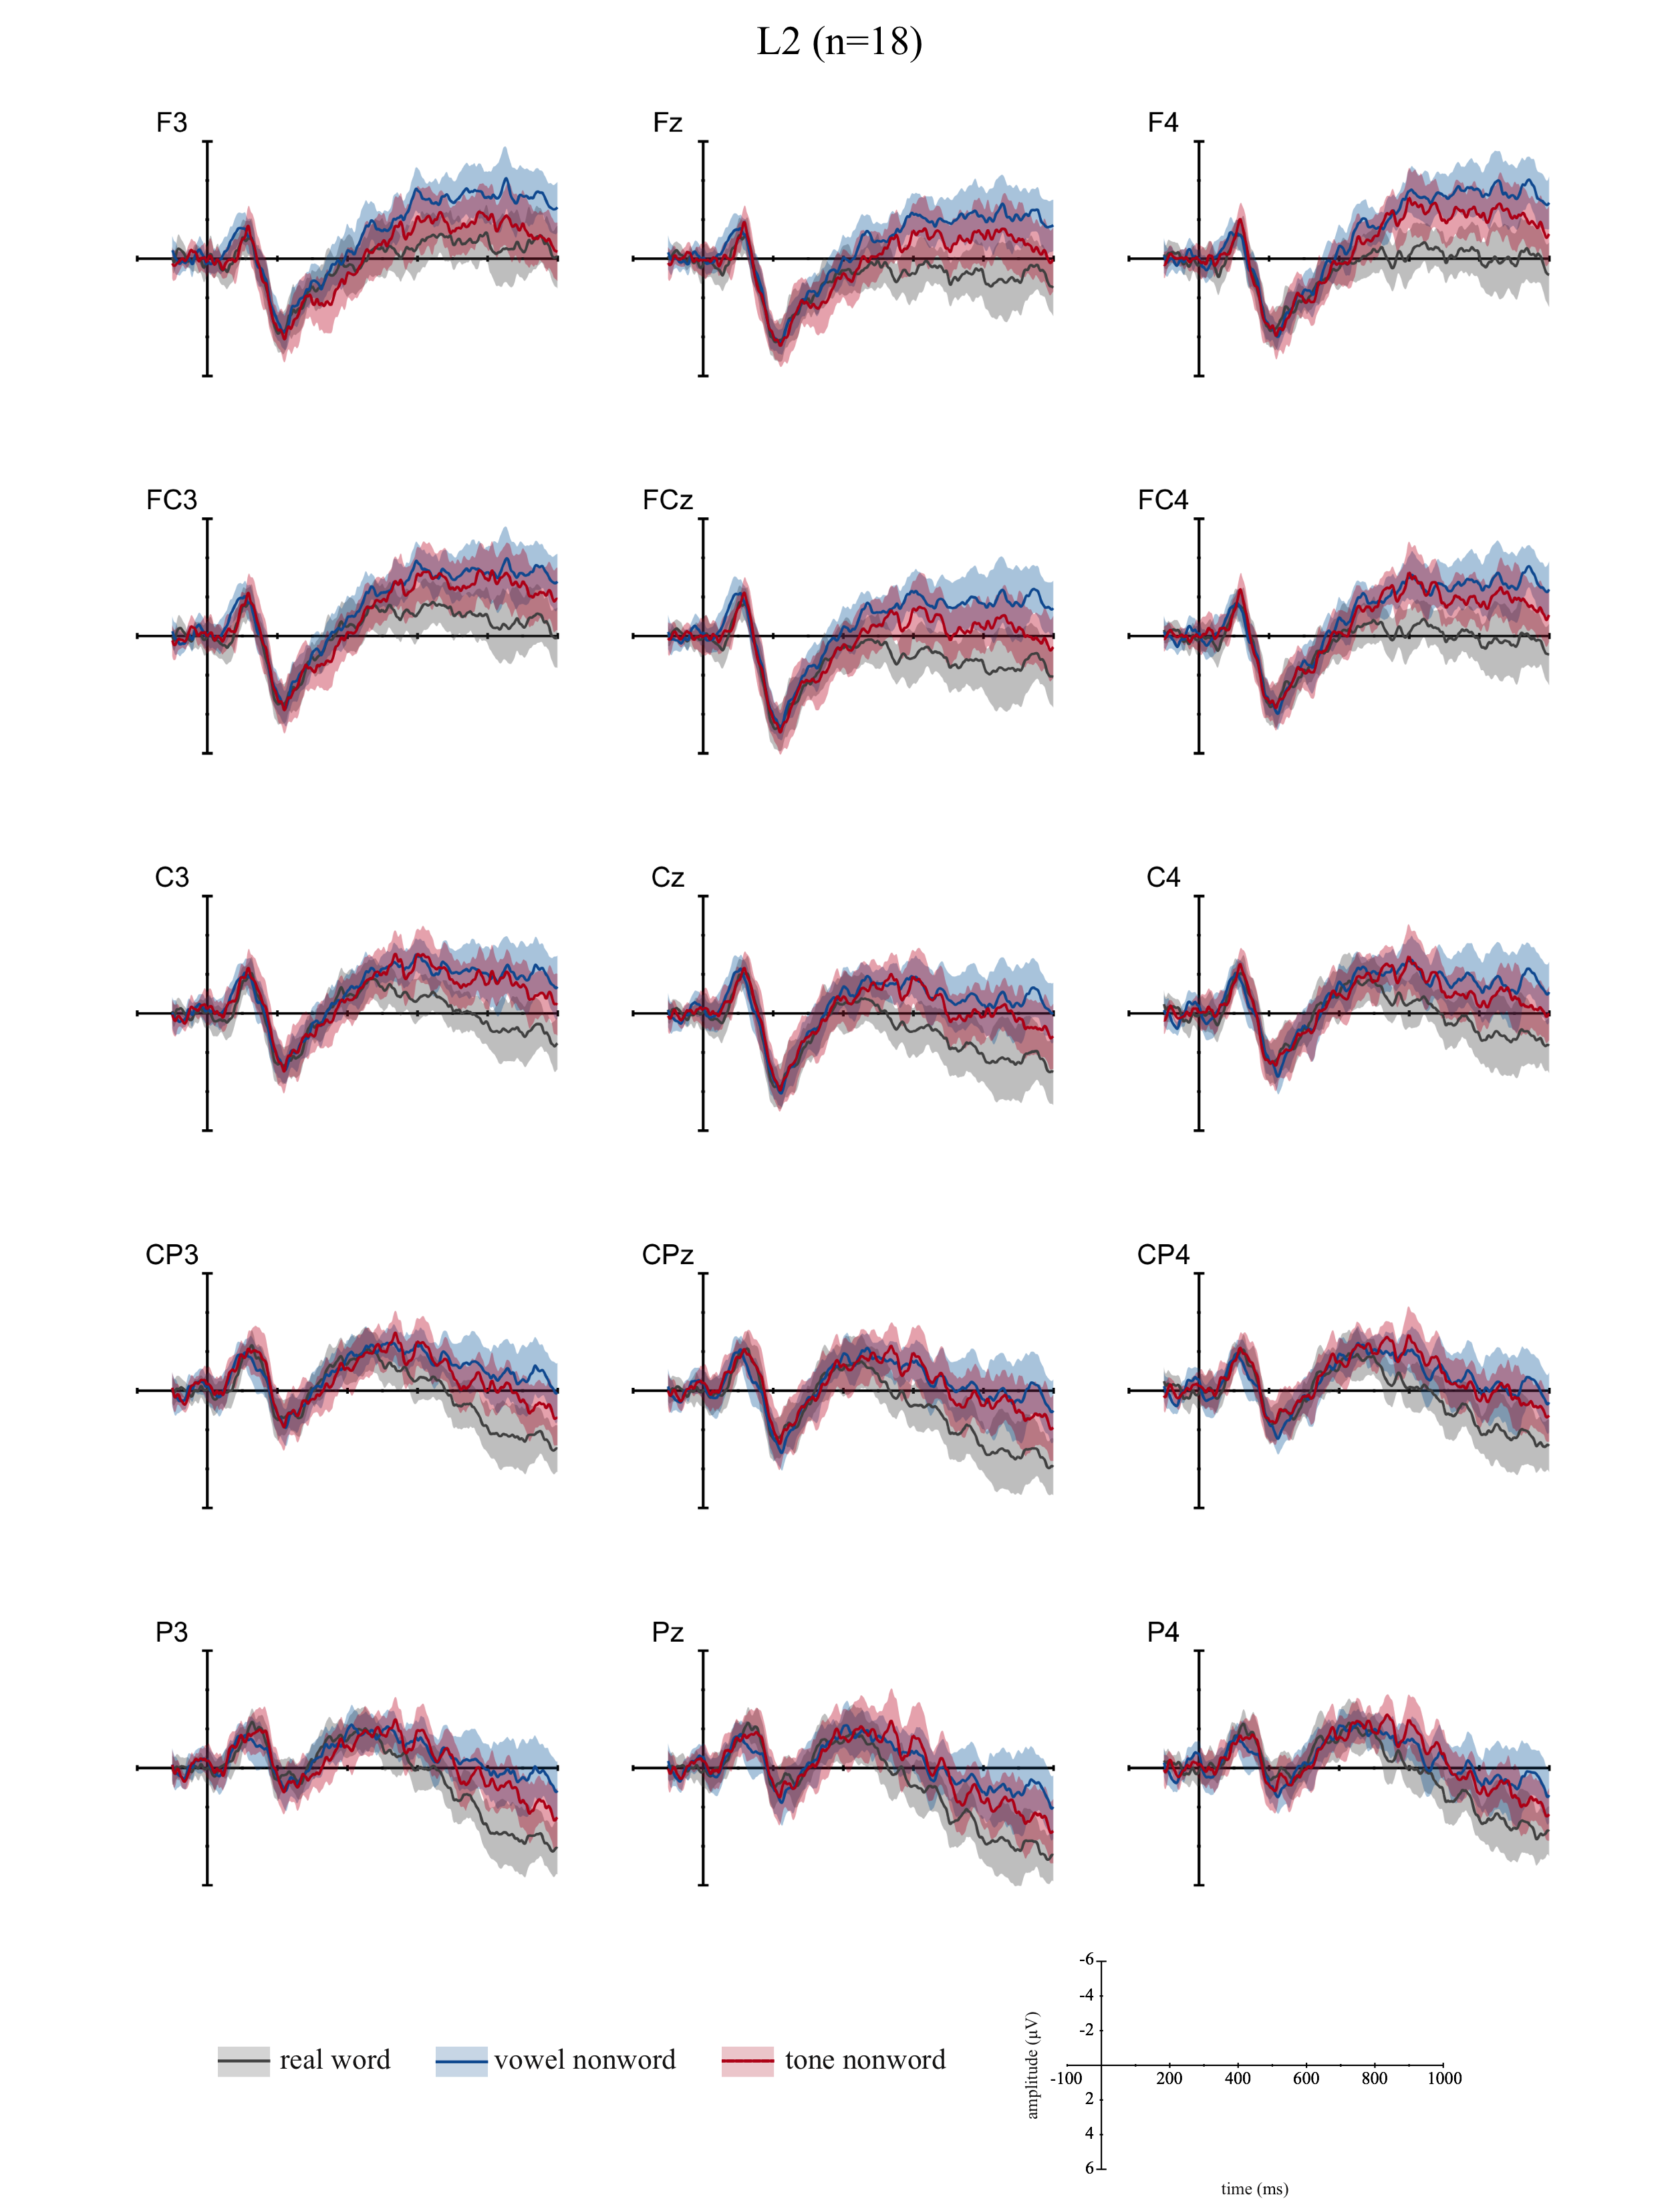 L2 (n=18)
F3
Fz
F4
FC3
FCz
FC4
C3
Cz
C4
CP3
CPz
CP4
P3
Pz
P4
real word
vowel nonword
tone nonword
amplitude (μV)
-6
-4
-2
-100 200 400 600 800 1000
2
4
6
time (ms)